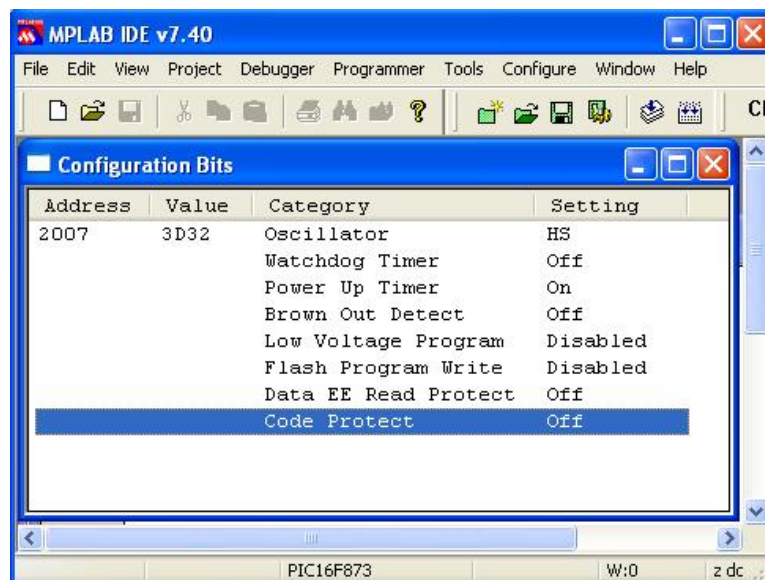 MPLAB IDE v7.40
File Edit View Project Debugger Programmer Tools Configure Window Help
Configuration Bits
Address Value Category Setting
2007 3D32 Oscillator HS
Watchdog Timer Off
Power Up Timer On
Brown Out Detect Off
Low Voltage Program Disabled
Flash Program Write Disabled
Data EE Read Protect Off
Code Protect Off
PIC16F873 W:0 z dc